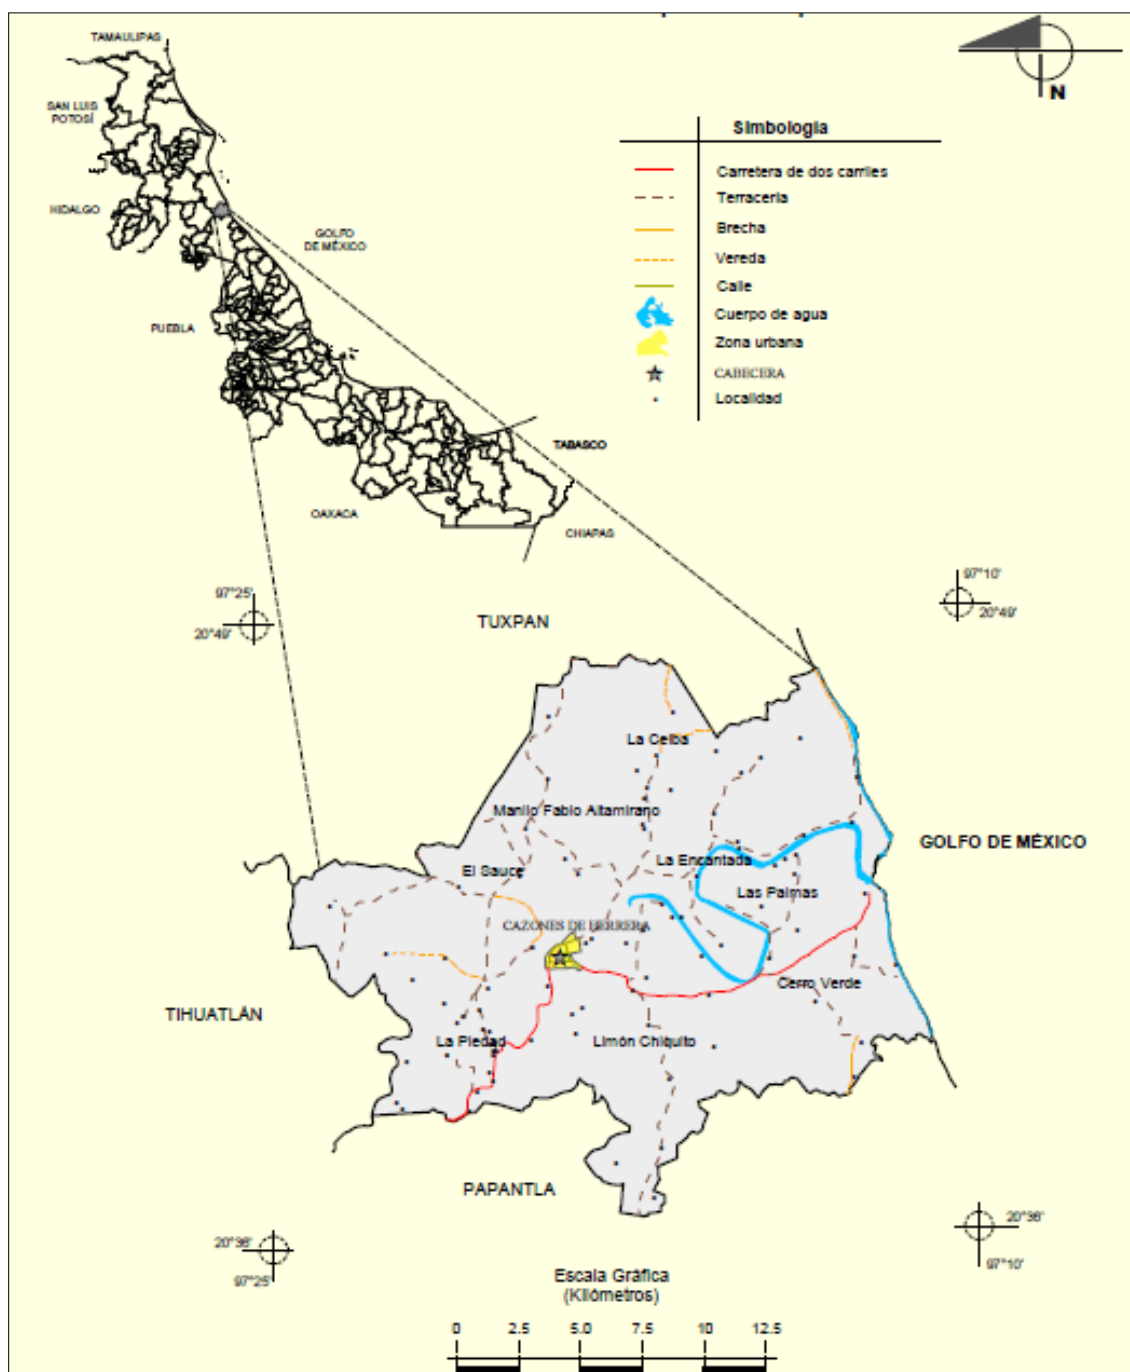 TAMAULIPAS
SAN LUIS
POTOSÍ
HIDALGO
GOLFO
DE MÉXICO
PUEBLA
TABASCO
OAXACA
CHIAPAS
N
Simbología
Carretera de dos carriles
Terracería
Brecha
Vereda
Calle
Cuerpo de agua
Zona urbana
CABECERA
Localidad
97°25'
20°49'
97°10'
20°49'
TUXPAN
La Ceiba
Manlio Fabio Altamirano
GOLFO DE MÉXICO
La Encantada
El Sauce
Las Palmas
CAZONES DE HERRERA
Cerro Verde
TIHUATLÁN
La Piedad
Limón Chiquito
PAPANTLA
20°36'
97°25'
20°36'
97°10'
Escala Gráfica
(Kilómetros)
0 2.5 5.0 7.5 10 12.5